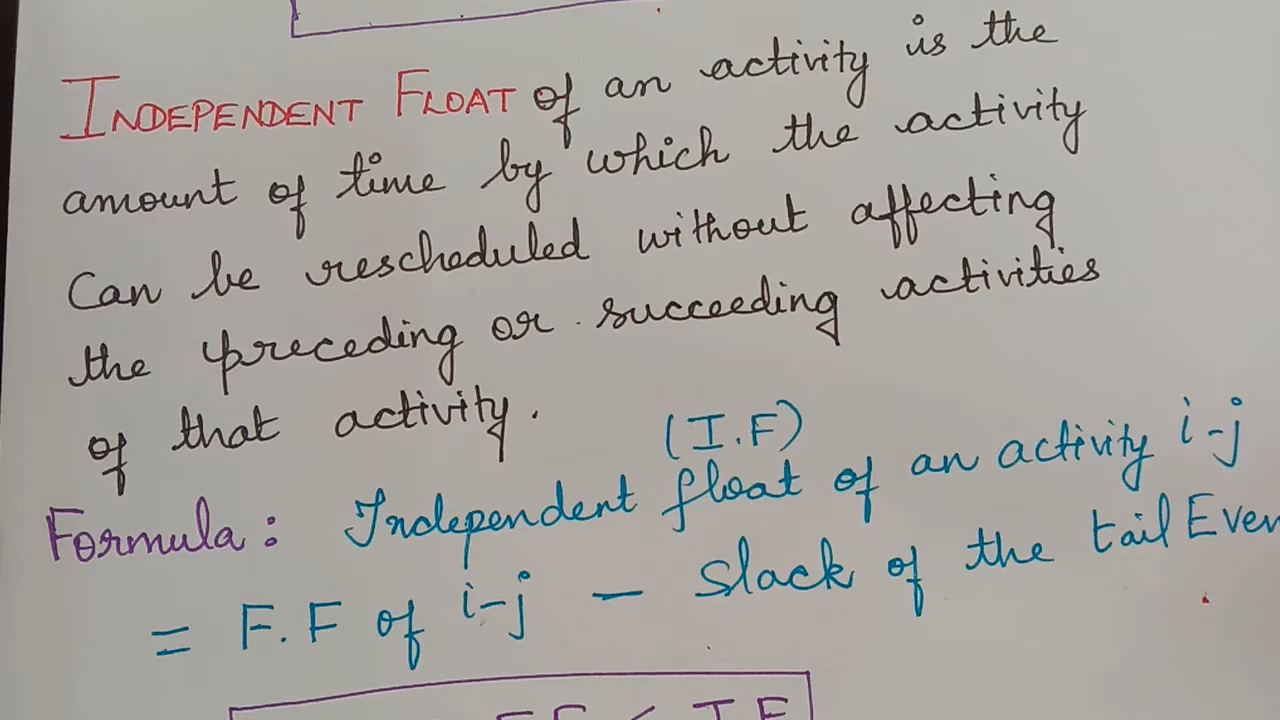 INDEPENDENT FLOAT of an activity is the
amount of time by which the activity
Can be rescheduled without affecting
the preceding or succeeding activities
of that activity.
(I.F)
Formula: Independent float of an activity i-j
= F.F of i-j - Slack of the tail Even